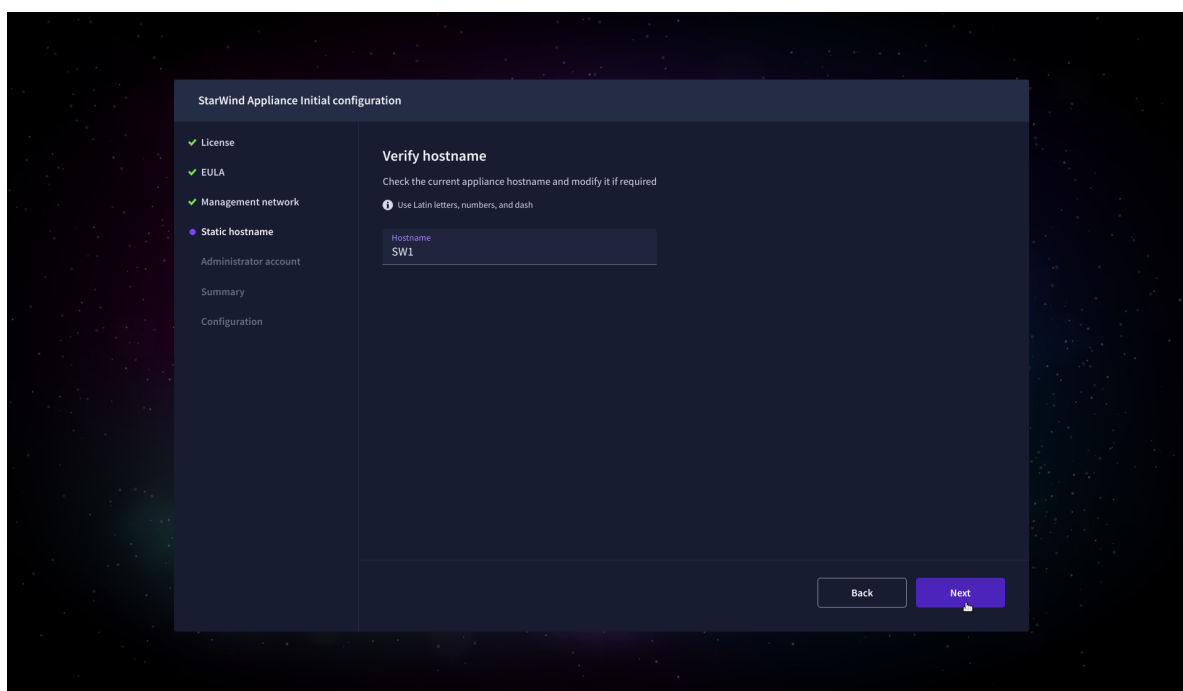 StarWind Appliance Initial configuration
License
EULA
Management network
Static hostname
Administrator account
Summary
Configuration
Verify hostname
Check the current appliance hostname and modify it if required
Use Latin letters, numbers, and dash
Hostname
SW1
Back
Next